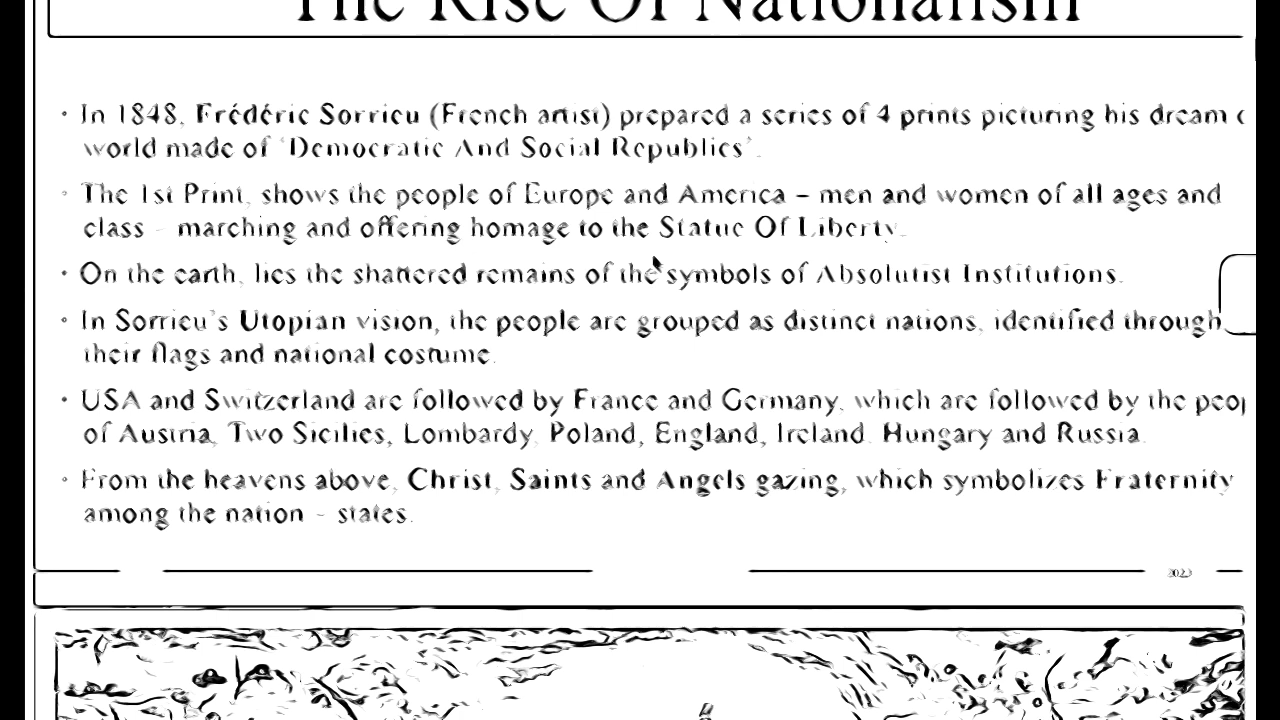 The Rise Of Nationalism
• In 1848, Frédéric Sorrieu (French artist) prepared a series of 4 prints picturing his dream
world made of 'Democratic And Social Republics'.
• The 1st Print, shows the people of Europe and America – men and women of all ages and
class – marching and offering homage to the Statue Of Liberty.
• On the earth, lies the shattered remains of the symbols of Absolutist Institutions.
• In Sorrieu's Utopian vision, the people are grouped as distinct nations, identified through
their flags and national costume.
• USA and Switzerland are followed by France and Germany, which are followed by the
of Austria, Two Sicilies, Lombardy, Poland, England, Ireland, Hungary and Russia.
• From the heavens above, Christ, Saints and Angels gazing, which symbolizes Fraternity
among the nation – states.